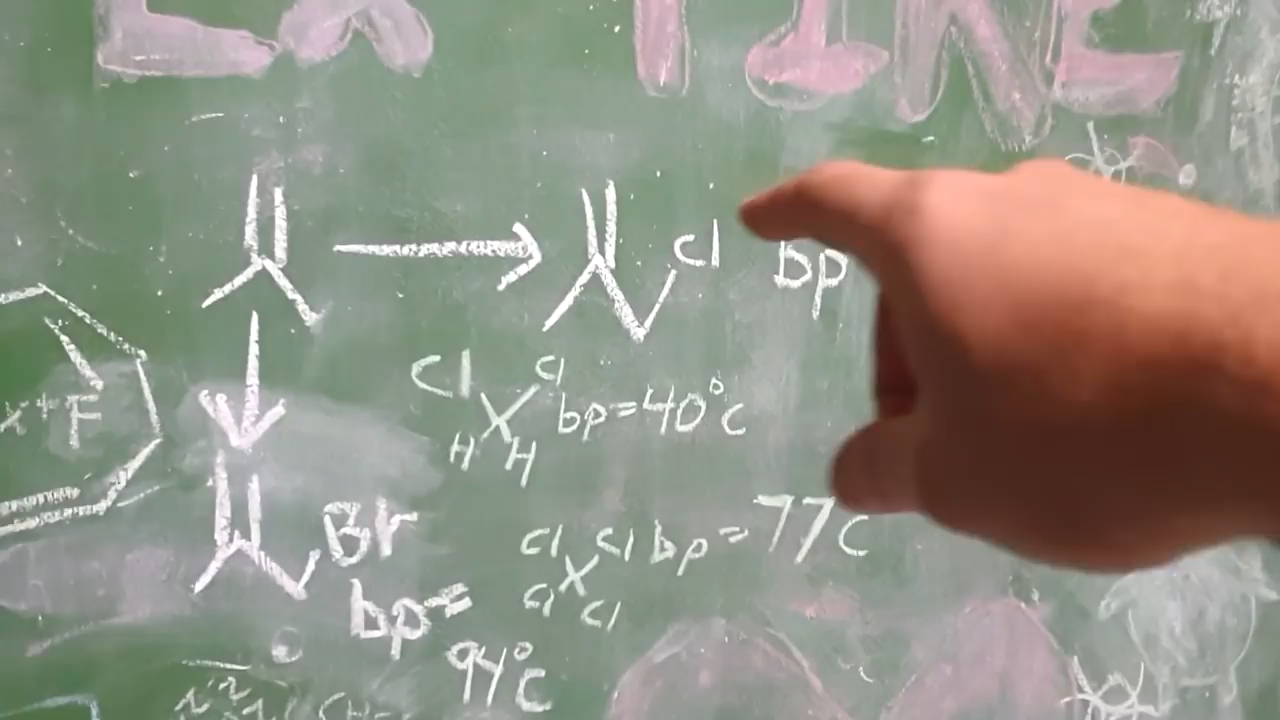 Cl bp
Cl Cl bp=40°C
H H
x+F
Br
bp=
94°C
Cl Cl bp=77C
Cl Cl